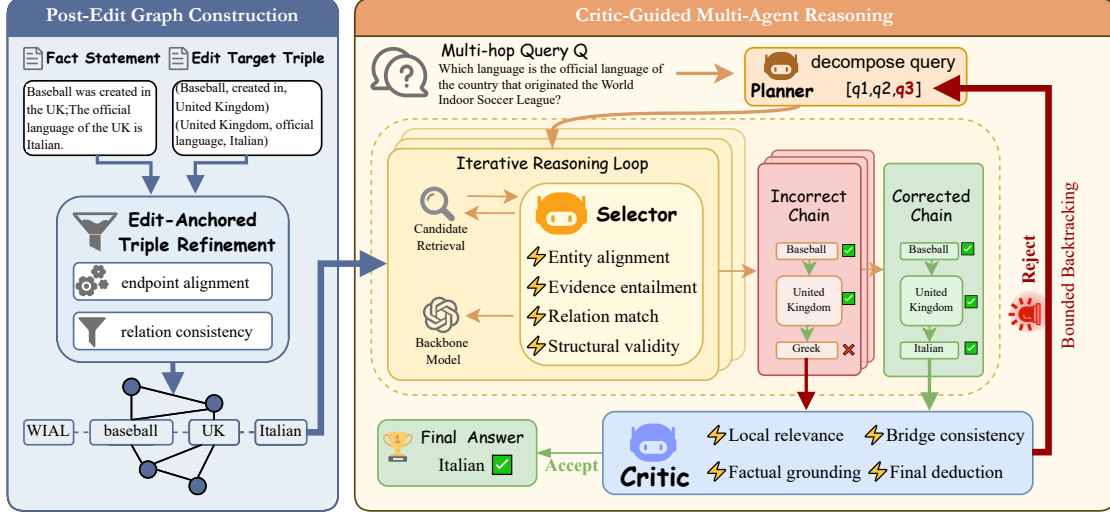 Post-Edit Graph Construction
Fact Statement
Edit Target Triple
Baseball was created in
the UK;The official
language of the UK is
Italian.
(Baseball, created in,
United Kingdom)
(United Kingdom, official
language, Italian)
Edit-Anchored
Triple Refinement
endpoint alignment
relation consistency
WIAL
baseball
UK
Italian
Critic-Guided Multi-Agent Reasoning
Multi-hop Query Q
Which language is the official language of
the country that originated the World
Indoor Soccer League?
Planner
decompose query
[q1,q2,q3]
Iterative Reasoning Loop
Candidate
Retrieval
Backbone
Model
Selector
Entity alignment
Evidence entailment
Relation match
Structural validity
Incorrect
Chain
Baseball
United
Kingdom
Greek
Corrected
Chain
Baseball
United
Kingdom
Italian
Reject
Bounded Backtracking
Final Answer
Italian
Accept
Critic
Local relevance
Bridge consistency
Factual grounding
Final deduction